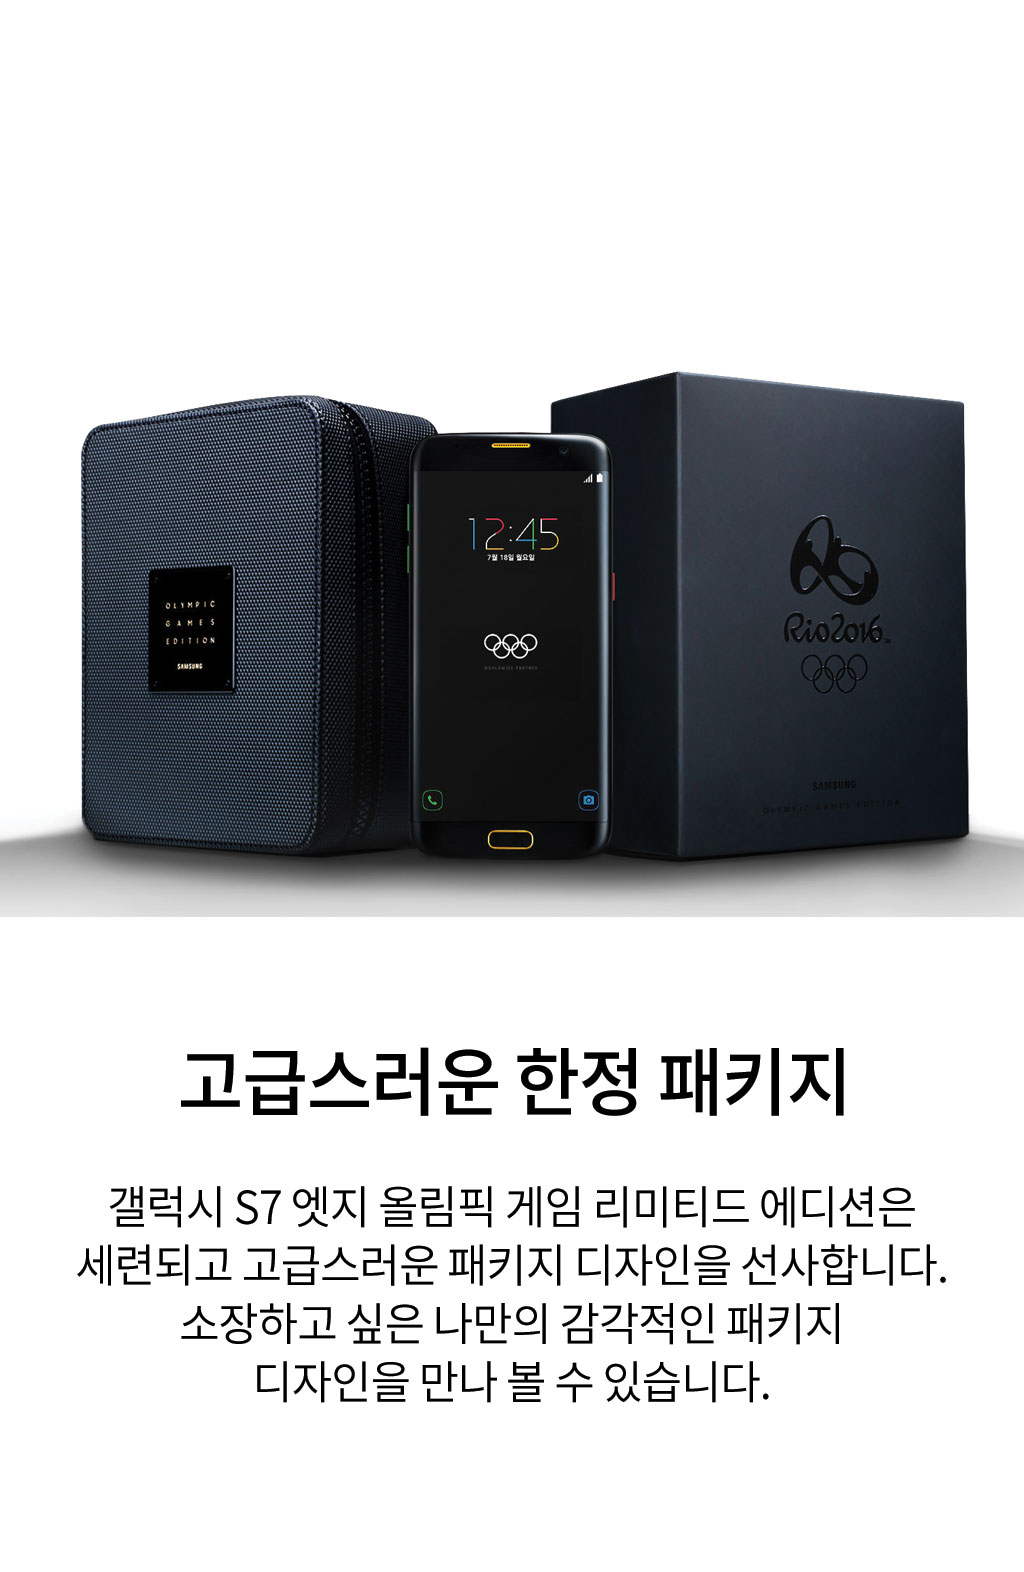 OLYMPIC
GAMES
EDITION
SAMSUNG
12:45
7월 18일 월요일
WORLDWIDE PARTNER
Rio2016™
SAMSUNG
OLYMPIC GAMES EDITION
고급스러운 한정 패키지
갤럭시 S7 엣지 올림픽 게임 리미티드 에디션은
세련되고 고급스러운 패키지 디자인을 선사합니다.
소장하고 싶은 나만의 감각적인 패키지
디자인을 만나 볼 수 있습니다.